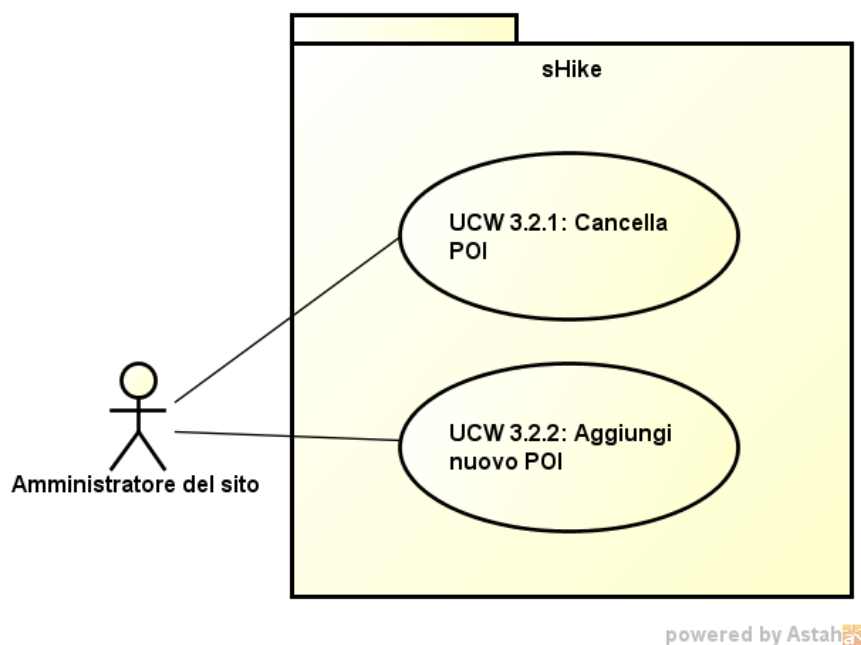 sHike
UCW 3.2.1: Cancella
POI
UCW 3.2.2: Aggiungi
nuovo POI
Amministratore del sito
powered by Astah